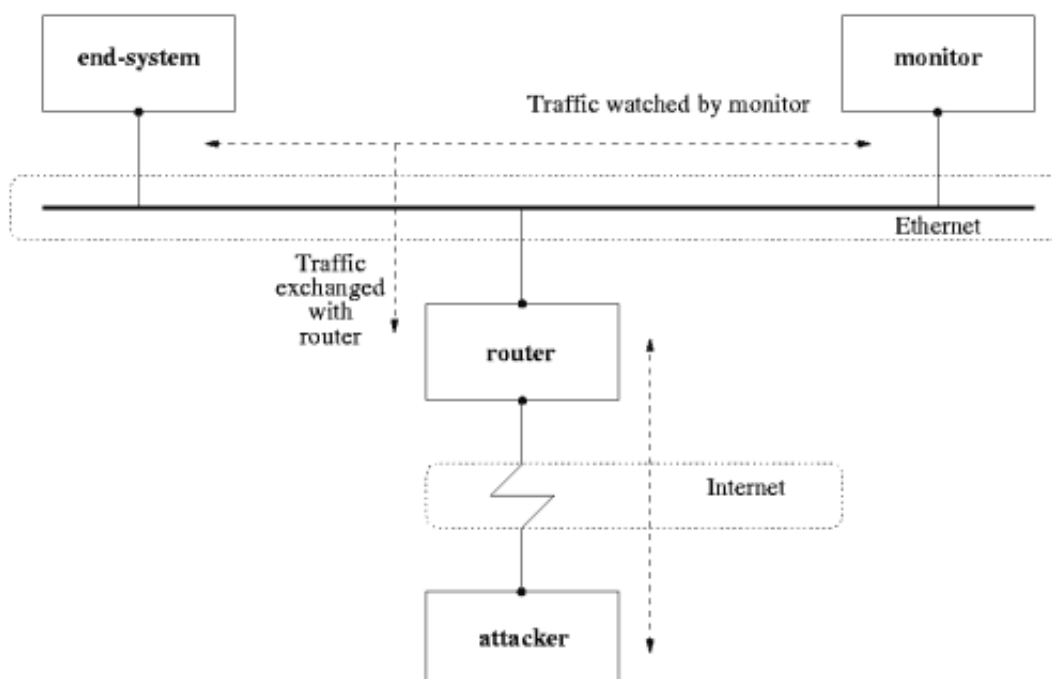 end-system
monitor
Traffic watched by monitor
Ethernet
Traffic
exchanged
with
router
router
Internet
attacker